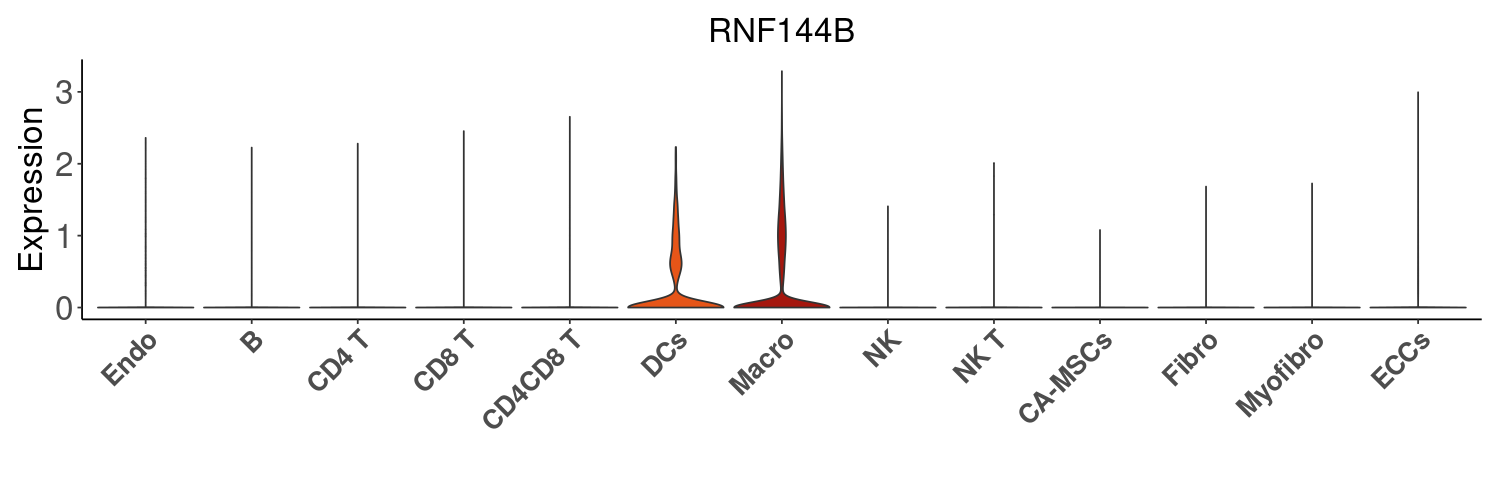 RNF144B
Expression
3
2
1
0
Endo
B
CD4 T
CD8 T
CD4CD8 T
DCs
Macro
NK
NK T
CA-MSCs
Fibro
Myofibro
ECCs